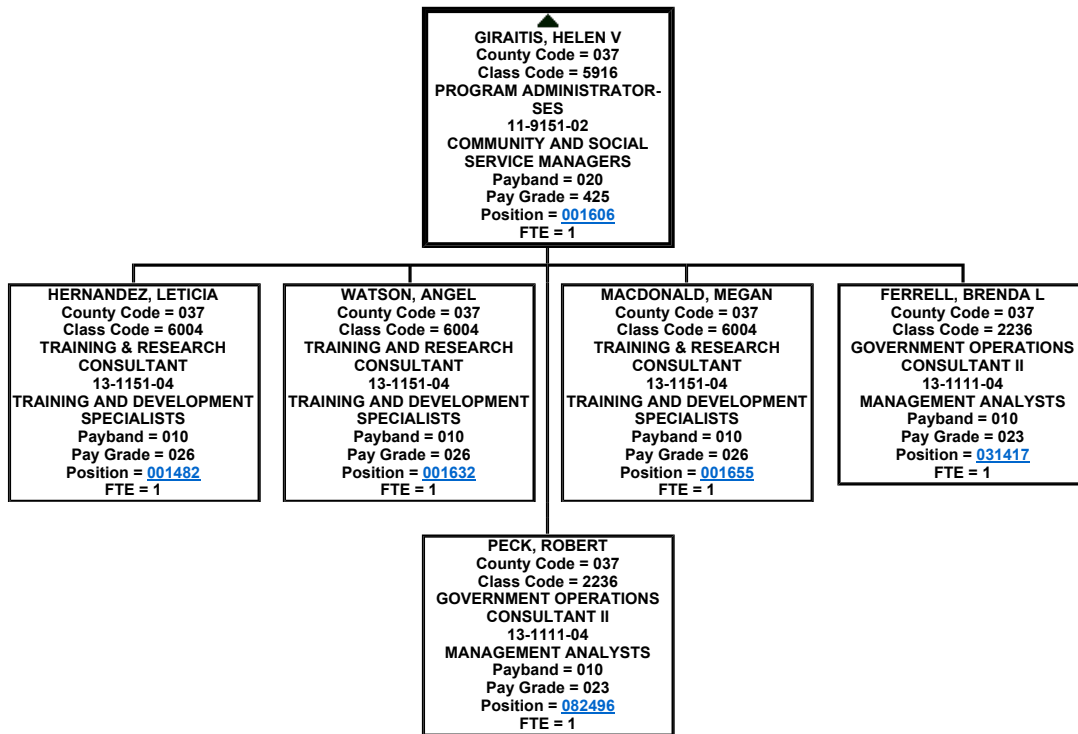 GIRAITIS, HELEN V
County Code = 037
Class Code = 5916
PROGRAM ADMINISTRATOR-
SES
11-9151-02
COMMUNITY AND SOCIAL
SERVICE MANAGERS
Payband = 020
Pay Grade = 425
Position = 001606
FTE = 1
HERNANDEZ, LETICIA
County Code = 037
Class Code = 6004
TRAINING & RESEARCH
CONSULTANT
13-1151-04
TRAINING AND DEVELOPMENT
SPECIALISTS
Payband = 010
Pay Grade = 026
Position = 001482
FTE = 1
WATSON, ANGEL
County Code = 037
Class Code = 6004
TRAINING AND RESEARCH
CONSULTANT
13-1151-04
TRAINING AND DEVELOPMENT
SPECIALISTS
Payband = 010
Pay Grade = 026
Position = 001632
FTE = 1
MACDONALD, MEGAN
County Code = 037
Class Code = 6004
TRAINING & RESEARCH
CONSULTANT
13-1151-04
TRAINING AND DEVELOPMENT
SPECIALISTS
Payband = 010
Pay Grade = 026
Position = 001655
FTE = 1
FERRELL, BRENDA L
County Code = 037
Class Code = 2236
GOVERNMENT OPERATIONS
CONSULTANT II
13-1111-04
MANAGEMENT ANALYSTS
Payband = 010
Pay Grade = 023
Position = 031417
FTE = 1
PECK, ROBERT
County Code = 037
Class Code = 2236
GOVERNMENT OPERATIONS
CONSULTANT II
13-1111-04
MANAGEMENT ANALYSTS
Payband = 010
Pay Grade = 023
Position = 082496
FTE = 1